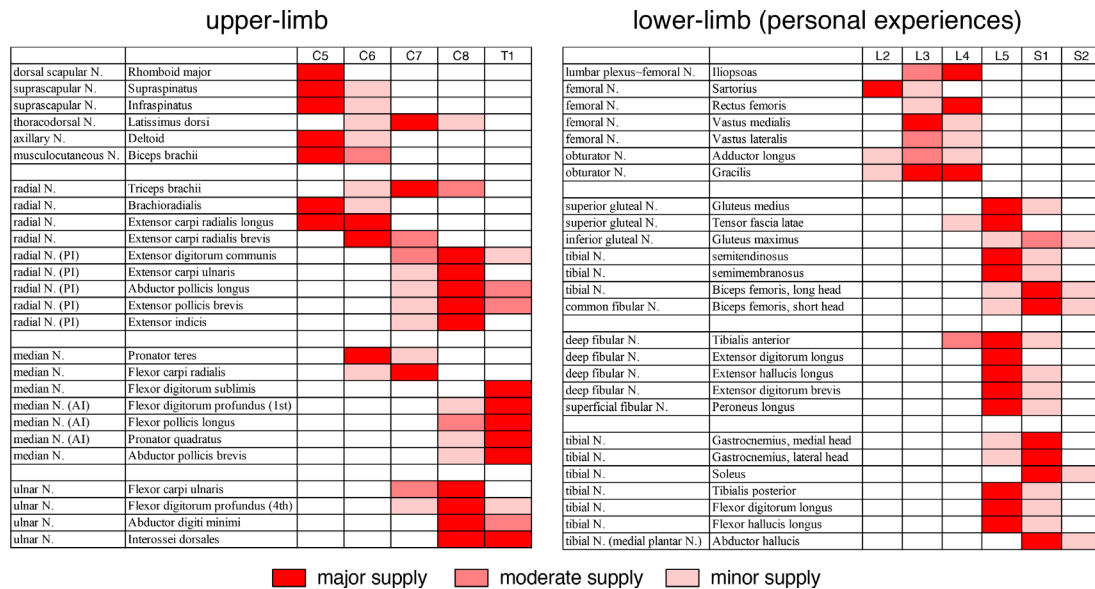 upper-limb
C5 C6 C7 C8 T1
dorsal scapular N. Rhomboid major
suprascapular N. Supraspinatus
suprascapular N. Infraspinatus
thoracodorsal N. Latissimus dorsi
axillary N. Deltoid
musculocutaneous N. Biceps brachii
radial N. Triceps brachii
radial N. Brachioradialis
radial N. Extensor carpi radialis longus
radial N. Extensor carpi radialis brevis
radial N. (PI) Extensor digitorum communis
radial N. (PI) Extensor carpi ulnaris
radial N. (PI) Abductor pollicis longus
radial N. (PI) Extensor pollicis brevis
radial N. (PI) Extensor indicis
median N. Pronator teres
median N. Flexor carpi radialis
median N. Flexor digitorum sublimis
median N. (AI) Flexor digitorum profundus (1st)
median N. (AI) Flexor pollicis longus
median N. (AI) Pronator quadratus
median N. Abductor pollicis brevis
ulnar N. Flexor carpi ulnaris
ulnar N. Flexor digitorum profundus (4th)
ulnar N. Abductor digiti minimi
ulnar N. Interossei dorsales
lower-limb (personal experiences)
L2 L3 L4 L5 S1 S2
lumbar plexus~femoral N. Iliopsoas
femoral N. Sartorius
femoral N. Rectus femoris
femoral N. Vastus medialis
femoral N. Vastus lateralis
obturator N. Adductor longus
obturator N. Gracilis
superior gluteal N. Gluteus medius
superior gluteal N. Tensor fascia latae
inferior gluteal N. Gluteus maximus
tibial N. semitendinosus
tibial N. semimembranosus
tibial N. Biceps femoris, long head
common fibular N. Biceps femoris, short head
deep fibular N. Tibialis anterior
deep fibular N. Extensor digitorum longus
deep fibular N. Extensor hallucis longus
deep fibular N. Extensor digitorum brevis
superficial fibular N. Peroneus longus
tibial N. Gastrocnemius, medial head
tibial N. Gastrocnemius, lateral head
tibial N. Soleus
tibial N. Tibialis posterior
tibial N. Flexor digitorum longus
tibial N. Flexor hallucis longus
tibial N. (medial plantar N.) Abductor hallucis
major supply moderate supply minor supply